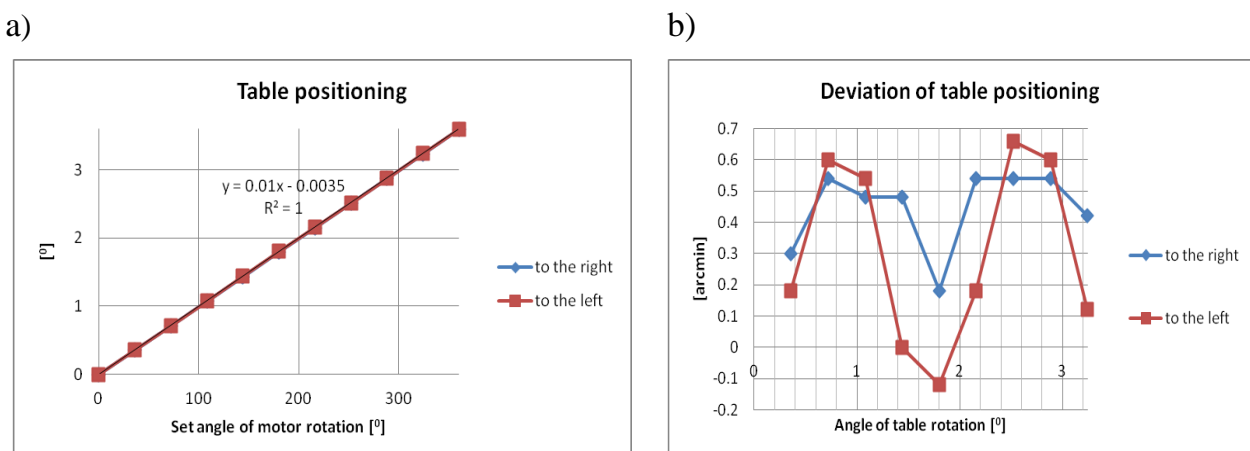 a)
Table positioning
3
2
1
0
[⁰]
y = 0.01x - 0.0035
R² = 1
0 100 200 300
Set angle of motor rotation [⁰]
to the right
to the left
b)
Deviation of table positioning
0.7
0.6
0.5
0.4
0.3
0.2
0.1
0
-0.1
-0.2
[arcmin]
0 1 2 3
Angle of table rotation [⁰]
to the right
to the left